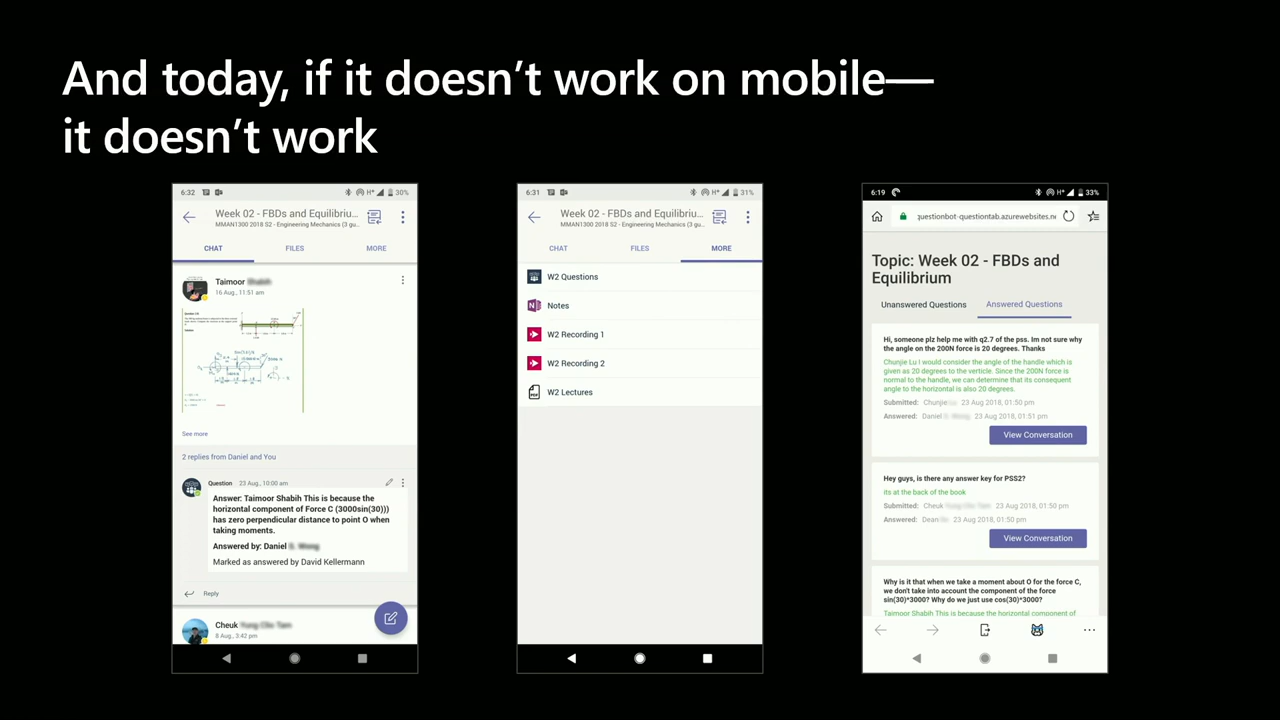 And today, if it doesn't work on mobile—
it doesn't work
6:32
H+
30%
Week 02 - FBDs and Equilibriu...
MMAN1300 2018 S2 - Engineering Mechanics (3 gu...
CHAT
FILES
MORE
Taimoor
16 Aug., 11:51 am
See more
2 replies from Daniel and You
Question · 23 Aug., 10:00 am
Answer: Taimoor Shabih This is because the
horizontal component of Force C (3000sin(30)))
has zero perpendicular distance to point O when
taking moments.
Answered by: Daniel
Marked as answered by David Kellermann
Reply
Cheuk
8 Aug., 3:42 pm
6:31
H+
31%
Week 02 - FBDs and Equilibriu...
MMAN1300 2018 S2 - Engineering Mechanics (3 gu...
CHAT
FILES
MORE
W2 Questions
Notes
W2 Recording 1
W2 Recording 2
PDF
W2 Lectures
6:19
H+
33%
questionbot-questiontab.azurewebsites.ne
Topic: Week 02 - FBDs and
Equilibrium
Unanswered Questions
Answered Questions
Hi, someone plz help me with q2.7 of the pss. Im not sure why
the angle on the 200N force is 20 degrees. Thanks
Chunjie Lu I would consider the angle of the handle which is
given as 20 degrees to the verticle. Since the 200N force is
normal to the handle, we can determine that its consequent
angle to the horizontal is also 20 degrees.
Submitted: Chunjie 23 Aug 2018, 01:50 pm
Answered: Daniel 23 Aug 2018, 01:51 pm
View Conversation
Hey guys, is there any answer key for PSS2?
its at the back of the book
Submitted: Cheuk 23 Aug 2018, 01:50 pm
Answered: Dean 23 Aug 2018, 01:50 pm
View Conversation
Why is it that when we take a moment about O for the force C,
we don't take into account the component of the force
sin(30)*3000? Why do we just use cos(30)*3000?
Taimoor Shabih This is because the horizontal component of